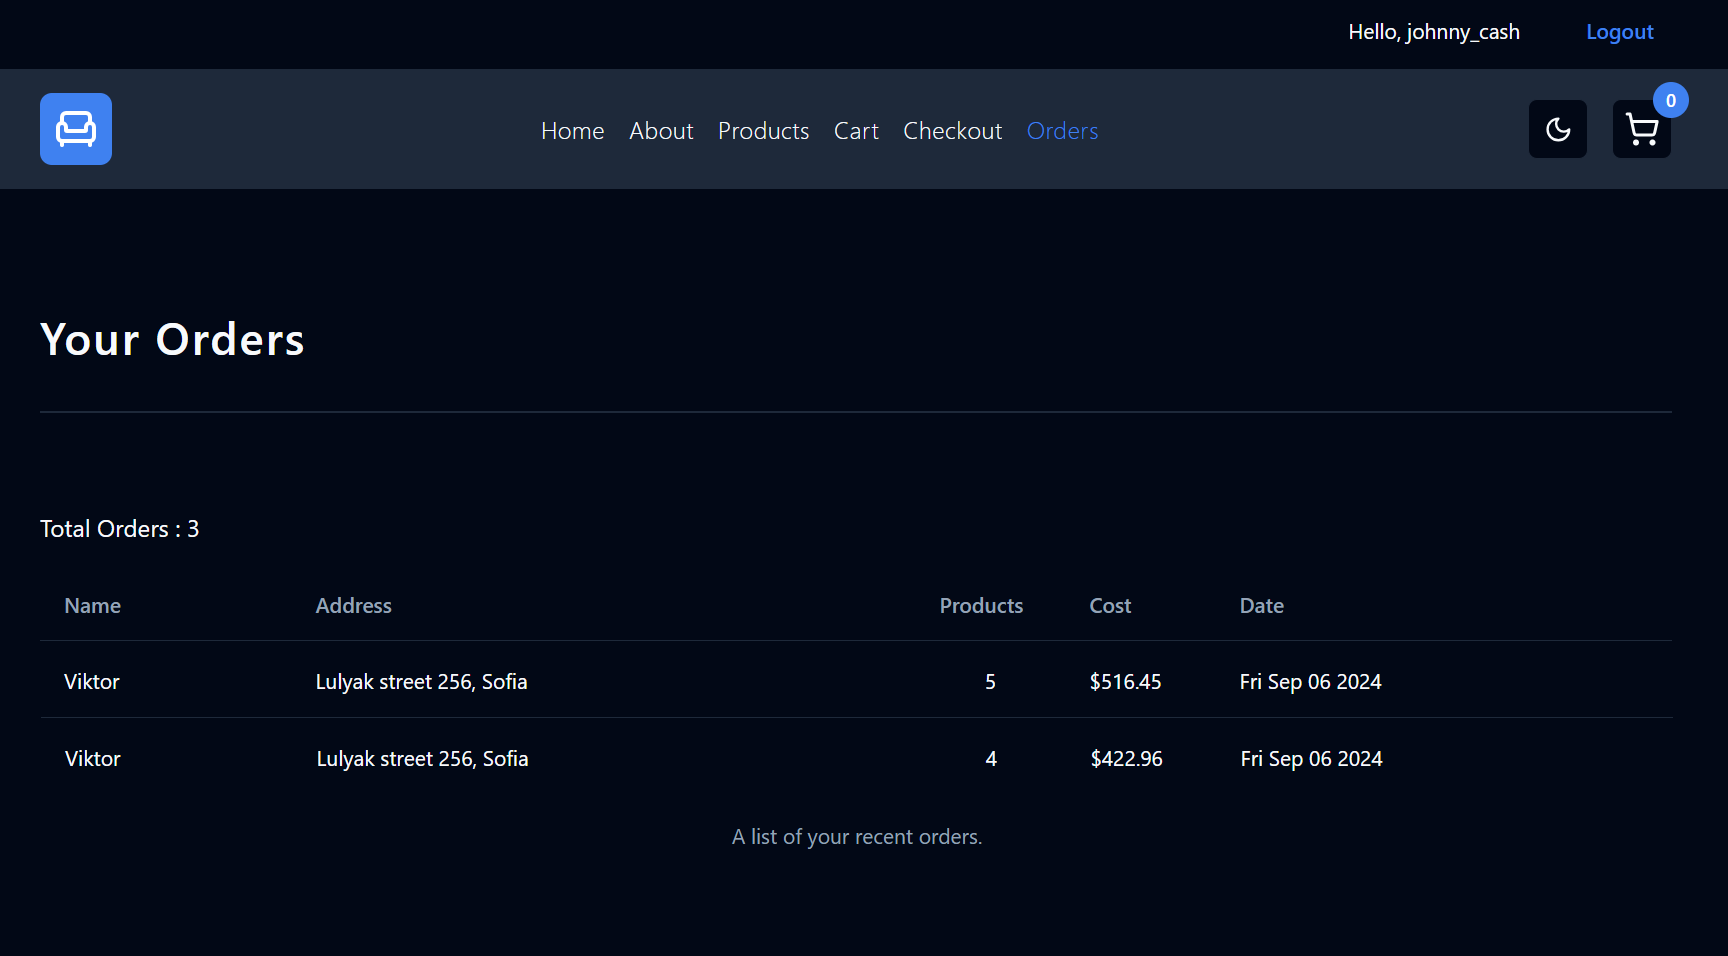 Hello, johnny_cash Logout
0
Home About Products Cart Checkout Orders
Your Orders
Total Orders : 3
Name Address Products Cost Date
Viktor Lulyak street 256, Sofia 5 $516.45 Fri Sep 06 2024
Viktor Lulyak street 256, Sofia 4 $422.96 Fri Sep 06 2024
A list of your recent orders.